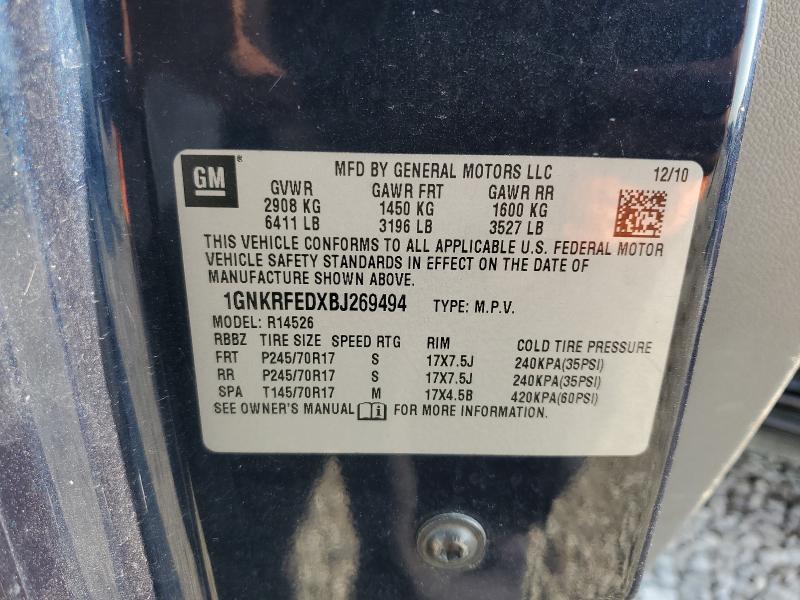 GM® MFD BY GENERAL MOTORS LLC 12/10
GVWR GAWR FRT GAWR RR
2908 KG 1450 KG 1600 KG
6411 LB 3196 LB 3527 LB
THIS VEHICLE CONFORMS TO ALL APPLICABLE U.S. FEDERAL MOTOR
VEHICLE SAFETY STANDARDS IN EFFECT ON THE DATE OF
MANUFACTURE SHOWN ABOVE.
1GNKRFEDXBJ269494 TYPE: M.P.V.
MODEL: R14526
RBBZ TIRE SIZE SPEED RTG RIM COLD TIRE PRESSURE
FRT P245/70R17 S 17X7.5J 240KPA(35PSI)
RR P245/70R17 S 17X7.5J 240KPA(35PSI)
SPA T145/70R17 M 17X4.5B 420KPA(60PSI)
SEE OWNER'S MANUAL FOR MORE INFORMATION.